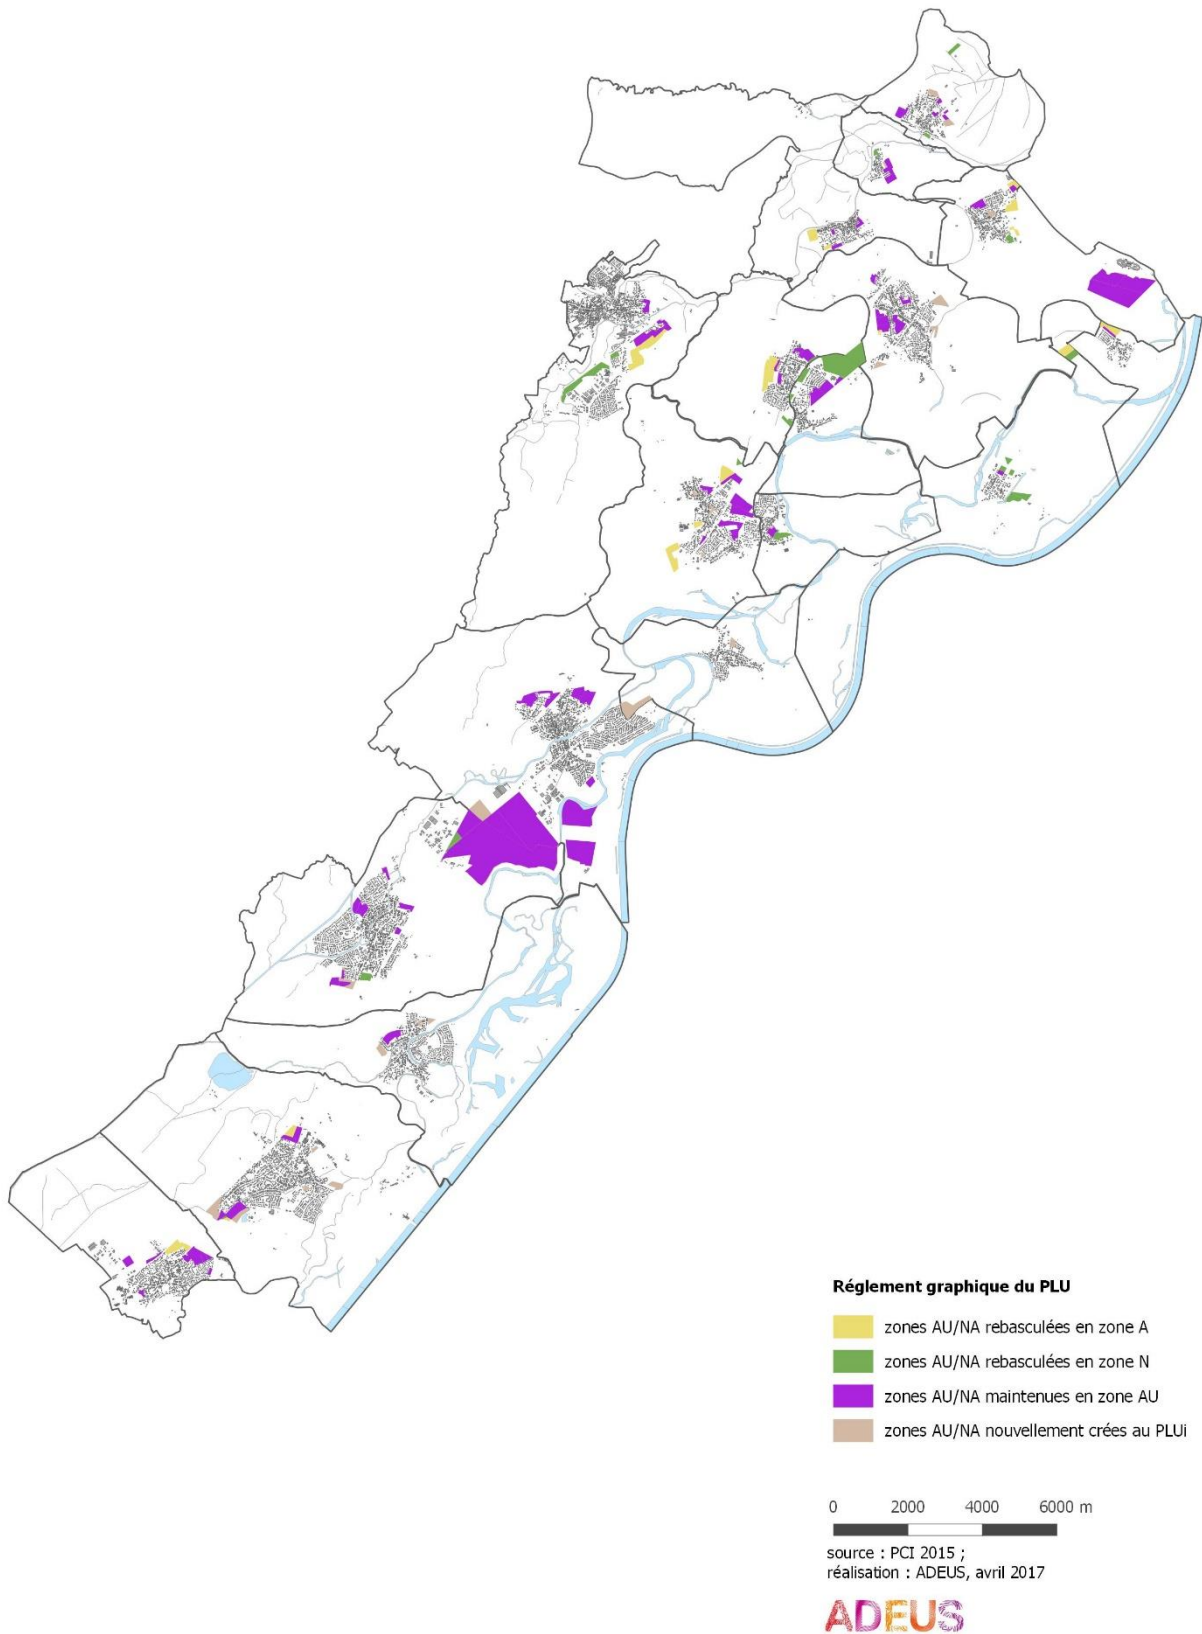 Réglement graphique du PLU
zones AU/NA rebasculées en zone A
zones AU/NA rebasculées en zone N
zones AU/NA maintenues en zone AU
zones AU/NA nouvellement crées au PLUi
0 2000 4000 6000 m
source : PCI 2015 ;
réalisation : ADEUS, avril 2017
ADEUS